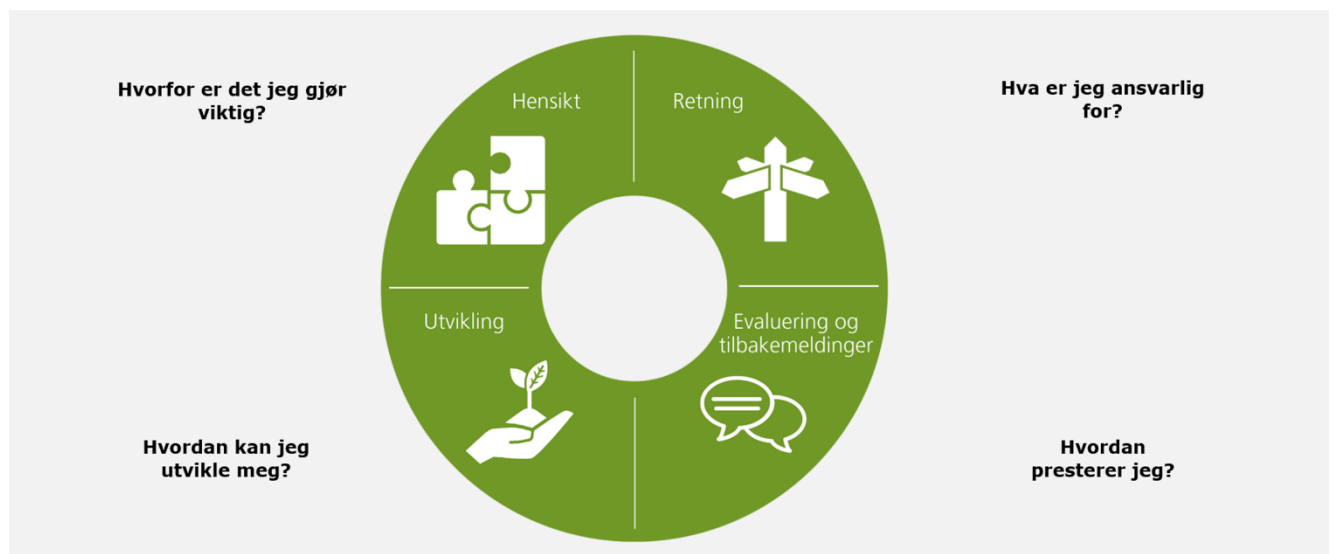 Hvorfor er det jeg gjør
viktig?
Hensikt
Retning
Hva er jeg ansvarlig
for?
Utvikling
Evaluering og
tilbakemeldinger
Hvordan kan jeg
utvikle meg?
Hvordan
presterer jeg?